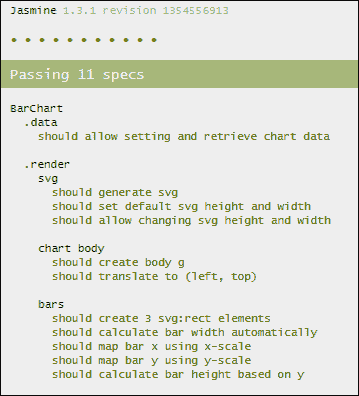 Jasmine 1.3.1 revision 1354556913
• • • • • • • • • • •
Passing 11 specs
BarChart
.data
should allow setting and retrieve chart data
.render
svg
should generate svg
should set default svg height and width
should allow changing svg height and width
chart body
should create body g
should translate to (left, top)
bars
should create 3 svg:rect elements
should calculate bar width automatically
should map bar x using x-scale
should map bar y using y-scale
should calculate bar height based on y